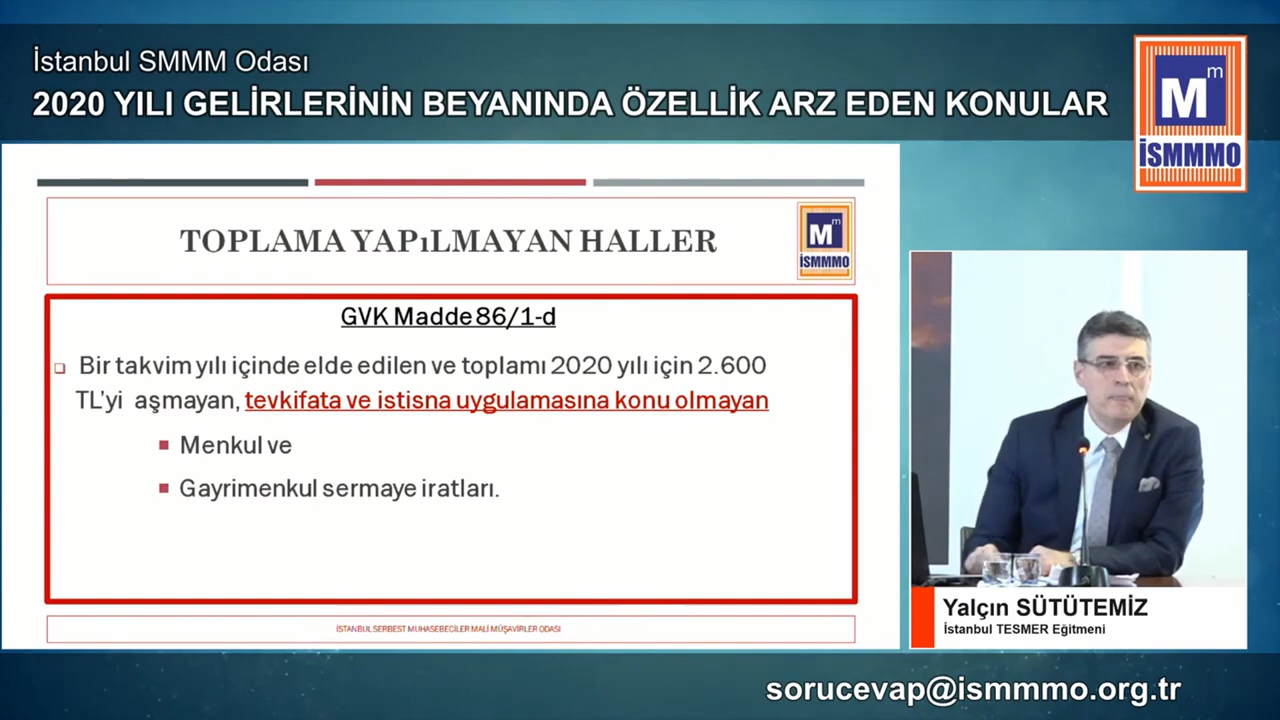 İstanbul SMMM Odası
2020 YILI GELİRLERİNİN BEYANINDA ÖZELLİK ARZ EDEN KONULAR
Mm
İSMMMO
TOPLAMA YAPıLMAYAN HALLER
Mm
İSMMMO
GVK Madde 86/1-d
Bir takvim yılı içinde elde edilen ve toplamı 2020 yılı için 2.600
TL'yi aşmayan, tevkifata ve istisna uygulamasına konu olmayan
Menkul ve
Gayrimenkul sermaye iratları.
İSTANBUL SERBEST MUHASEBECİLER MALİ MÜŞAVİRLER ODASI
Yalçın SÜTÜTEMİZ
İstanbul TESMER Eğitmeni
sorucevap@ismmmo.org.tr